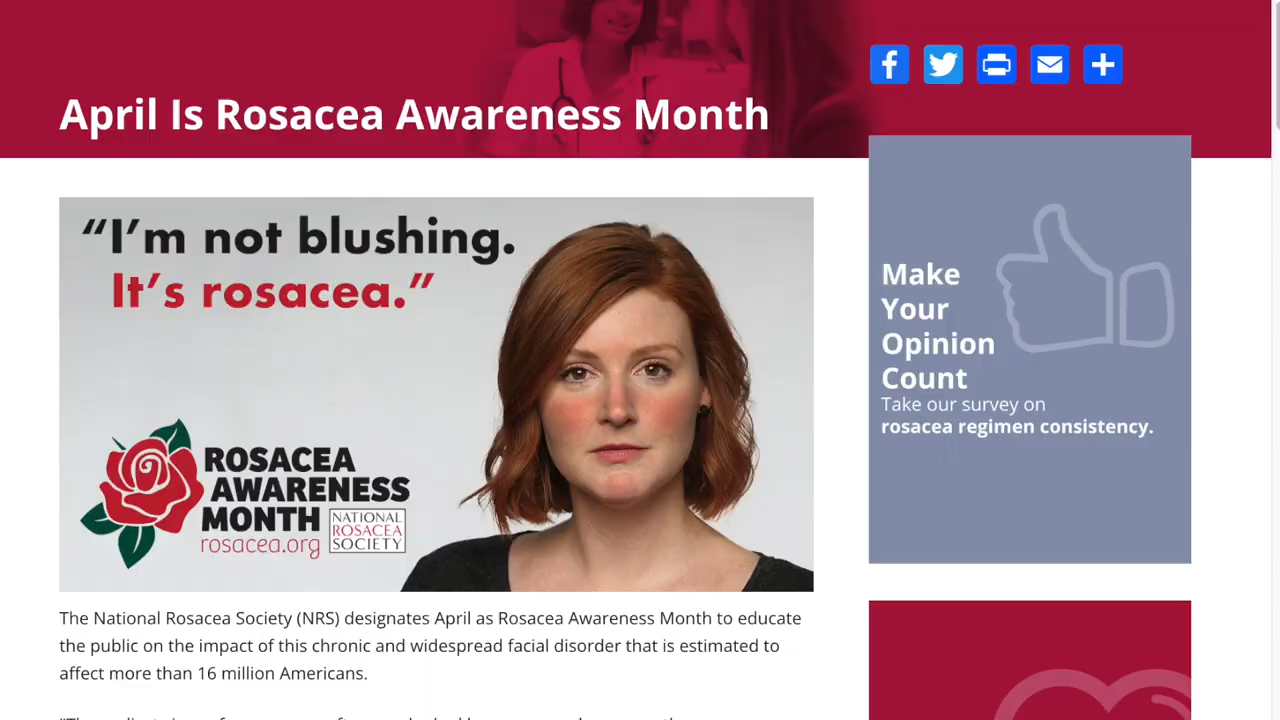 April Is Rosacea Awareness Month
“I’m not blushing.
It’s rosacea.”
ROSACEA
AWARENESS
MONTH
rosacea.org
NATIONAL
ROSACEA
SOCIETY
The National Rosacea Society (NRS) designates April as Rosacea Awareness Month to educate
the public on the impact of this chronic and widespread facial disorder that is estimated to
affect more than 16 million Americans.
Make
Your
Opinion
Count
Take our survey on
rosacea regimen consistency.